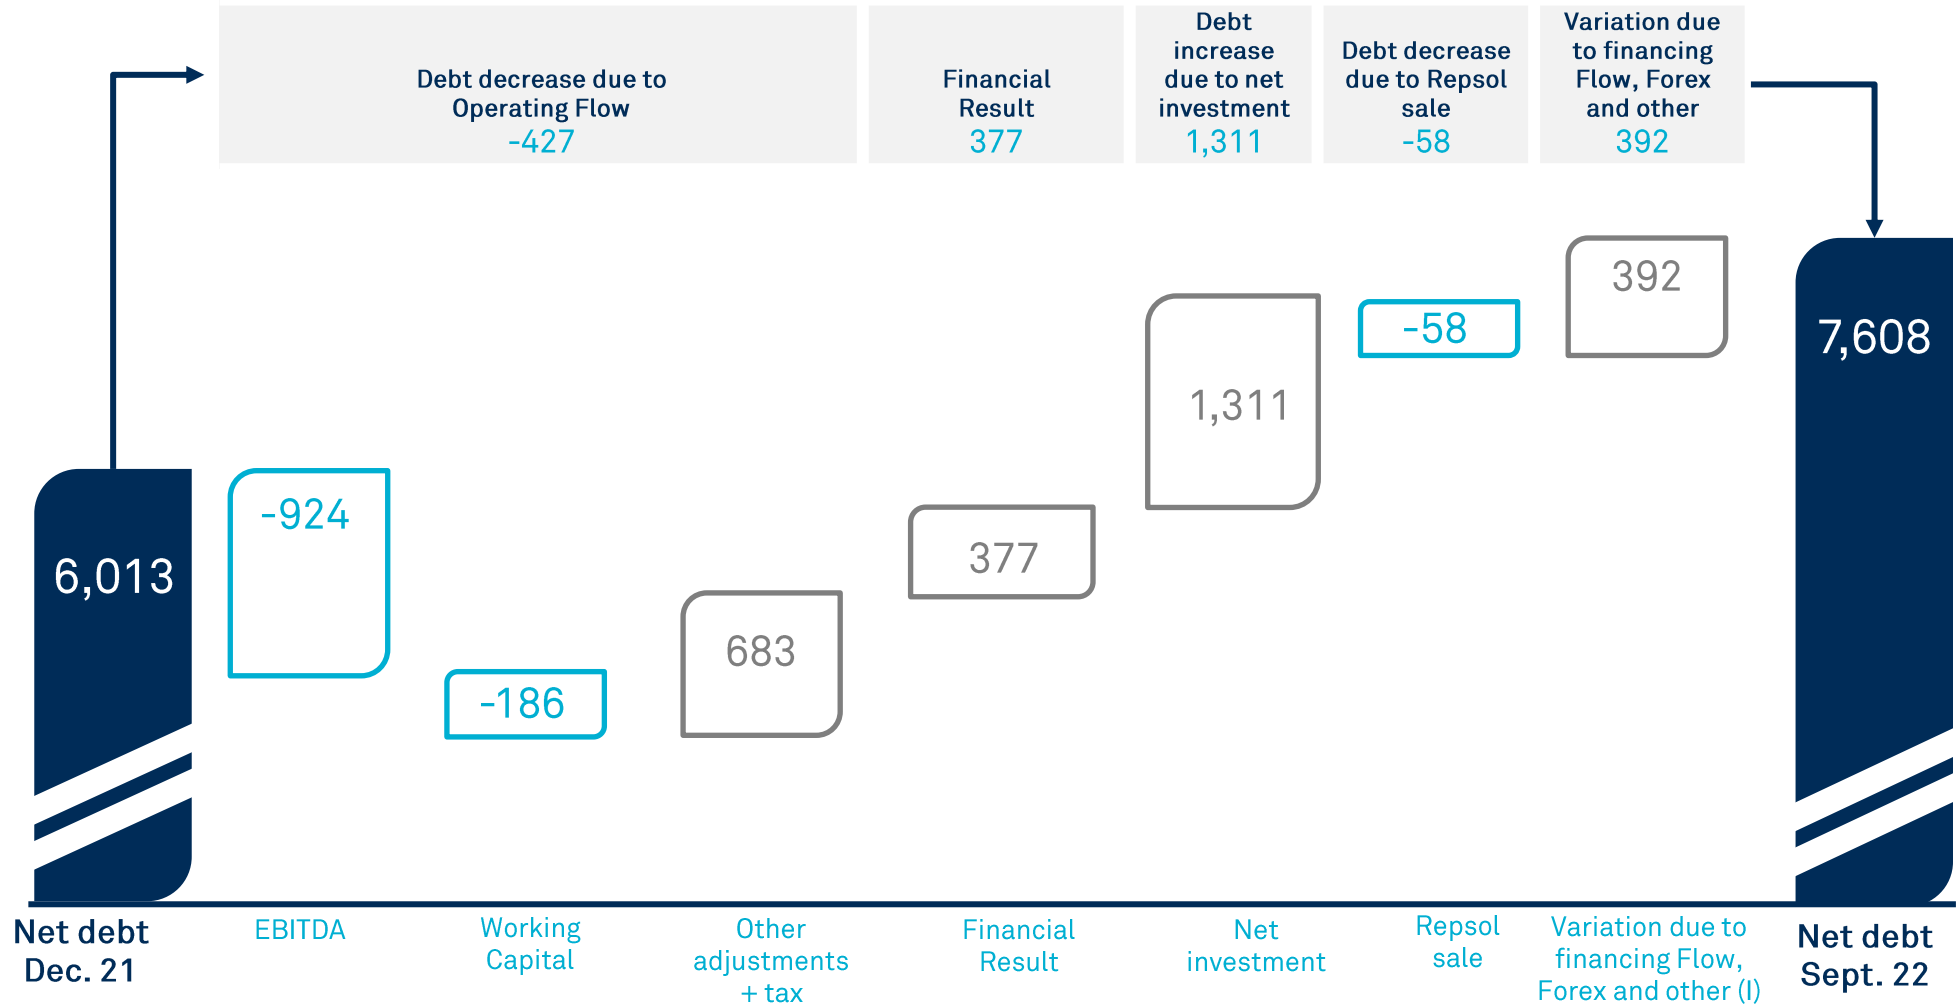 Debt decrease due to
Operating Flow
-427
Financial
Result
377
Debt
increase
due to net
investment
1,311
Debt decrease
due to Repsol
sale
-58
Variation due
to financing
Flow, Forex
and other
392
6,013
-924
-186
683
377
1,311
-58
392
7,608
Net debt
Dec. 21
EBITDA
Working
Capital
Other
adjustments
+ tax
Financial
Result
Net
investment
Repsol
sale
Variation due to
financing Flow,
Forex and other (I)
Net debt
Sept. 22